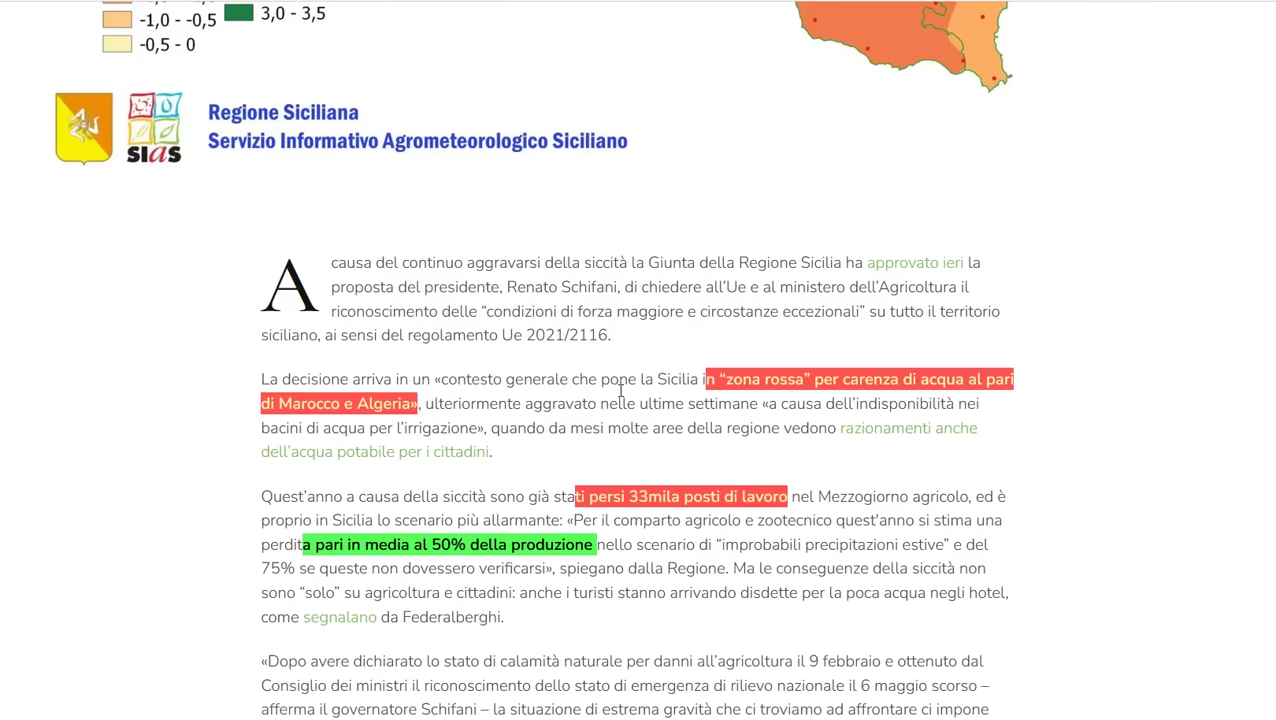 -1,0 - -0,5
3,0 - 3,5
-0,5 - 0
SIAS
Regione Siciliana
Servizio Informativo Agrometeorologico Siciliano
A causa del continuo aggravarsi della siccità la Giunta della Regione Sicilia ha approvato ieri la
proposta del presidente, Renato Schifani, di chiedere all’Ue e al ministero dell’Agricoltura il
riconoscimento delle “condizioni di forza maggiore e circostanze eccezionali” su tutto il territorio
siciliano, ai sensi del regolamento Ue 2021/2116.
La decisione arriva in un «contesto generale che pone la Sicilia in “zona rossa” per carenza di acqua al pari
di Marocco e Algeria», ulteriormente aggravato nelle ultime settimane «a causa dell’indisponibilità nei
bacini di acqua per l’irrigazione», quando da mesi molte aree della regione vedono razionamenti anche
dell’acqua potabile per i cittadini.
Quest’anno a causa della siccità sono già stati persi 33mila posti di lavoro nel Mezzogiorno agricolo, ed è
proprio in Sicilia lo scenario più allarmante: «Per il comparto agricolo e zootecnico quest'anno si stima una
perdita pari in media al 50% della produzione nello scenario di “improbabili precipitazioni estive” e del
75% se queste non dovessero verificarsi», spiegano dalla Regione. Ma le conseguenze della siccità non
sono “solo” su agricoltura e cittadini: anche i turisti stanno arrivando disdette per la poca acqua negli hotel,
come segnalano da Federalberghi.
«Dopo avere dichiarato lo stato di calamità naturale per danni all’agricoltura il 9 febbraio e ottenuto dal
Consiglio dei ministri il riconoscimento dello stato di emergenza di rilievo nazionale il 6 maggio scorso –
afferma il governatore Schifani – la situazione di estrema gravità che ci troviamo ad affrontare ci impone